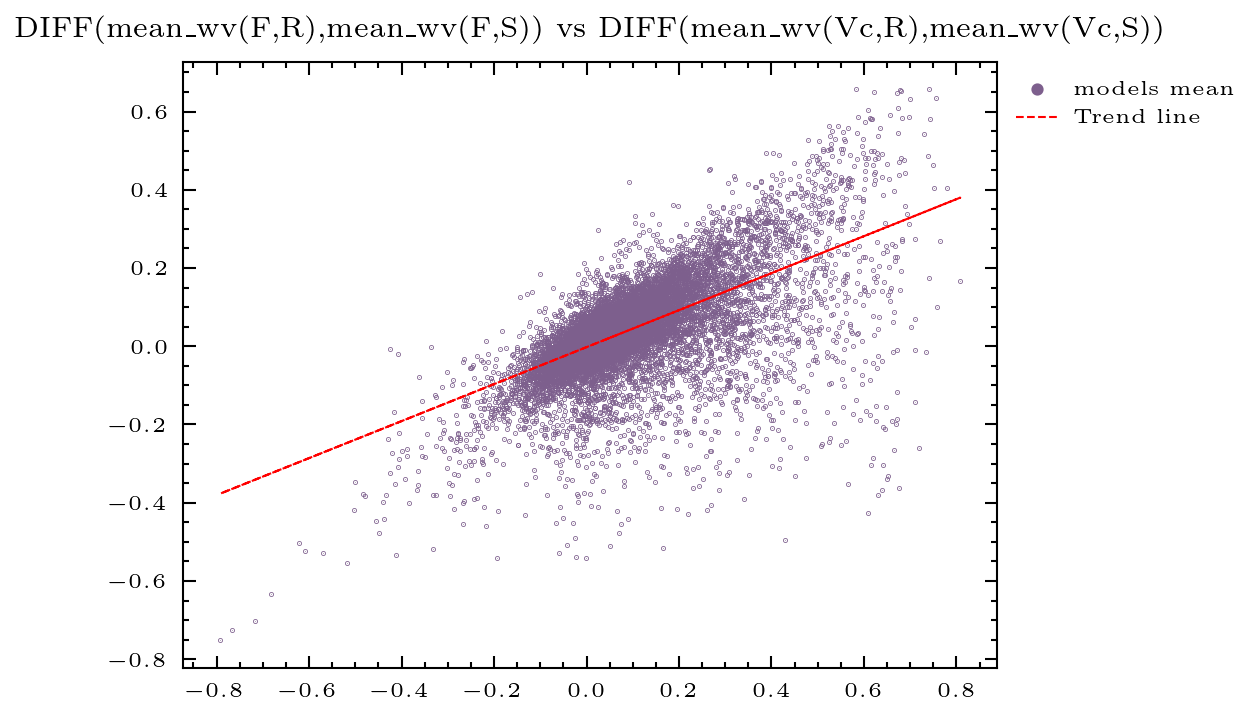 DIFF(mean_wv(F,R),mean_wv(F,S)) vs DIFF(mean_wv(Vc,R),mean_wv(Vc,S))
models mean
Trend line
0.6
0.4
0.2
0.0
−0.2
−0.4
−0.6
−0.8
−0.8 −0.6 −0.4 −0.2 0.0 0.2 0.4 0.6 0.8